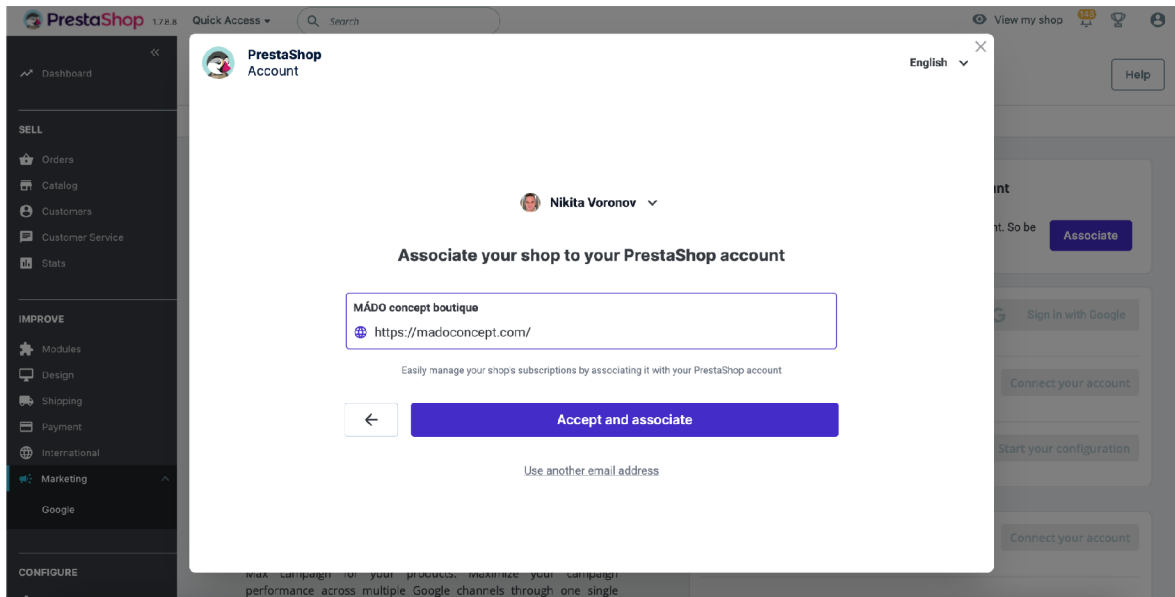 PrestaShop 1.7.8.8 Quick Access Search View my shop 143
PrestaShop
Account
English
Dashboard
Help
SELL
Orders
Catalog
Customers
Customer Service
Stats
Nikita Voronov
unt
nt. So be
Associate
Associate your shop to your PrestaShop account
MÁDO concept boutique
https://madoconcept.com/
Easily manage your shop's subscriptions by associating it with your PrestaShop account
Accept and associate
Use another email address
IMPROVE
Modules
Design
Shipping
Payment
International
Marketing
Google
CONFIGURE
G Sign in with Google
Connect your account
Start your configuration
Connect your account
Max campaign for your products. Maximize your campaign
performance across multiple Google channels through one single